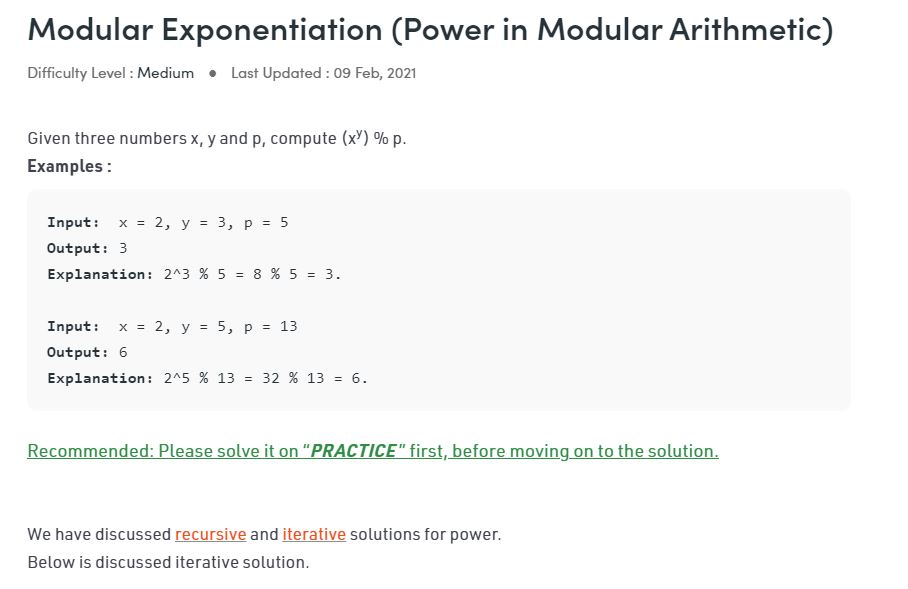 Modular Exponentiation (Power in Modular Arithmetic)
Difficulty Level : Medium ● Last Updated : 09 Feb, 2021
Given three numbers x, y and p, compute (xʸ) % p.
Examples :
Input: x = 2, y = 3, p = 5
Output: 3
Explanation: 2^3 % 5 = 8 % 5 = 3.
Input: x = 2, y = 5, p = 13
Output: 6
Explanation: 2^5 % 13 = 32 % 13 = 6.
Recommended: Please solve it on “PRACTICE” first, before moving on to the solution.
We have discussed recursive and iterative solutions for power.
Below is discussed iterative solution.